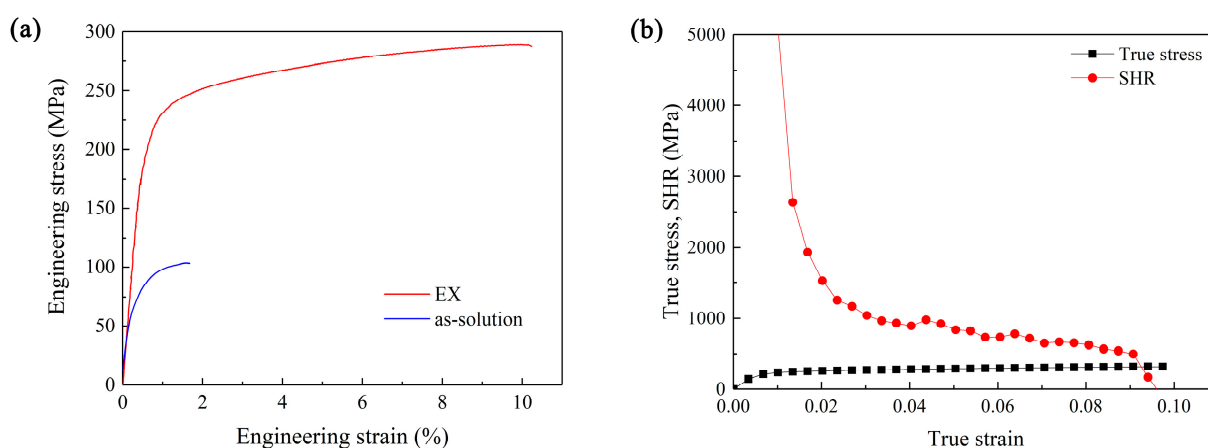 (a)
300
250
200
150
100
50
0
Engineering stress (MPa)
EX
as-solution
0 2 4 6 8 10
Engineering strain (%)
(b)
5000
4000
3000
2000
1000
0
True stress, SHR (MPa)
True stress
SHR
0.00 0.02 0.04 0.06 0.08 0.10
True strain